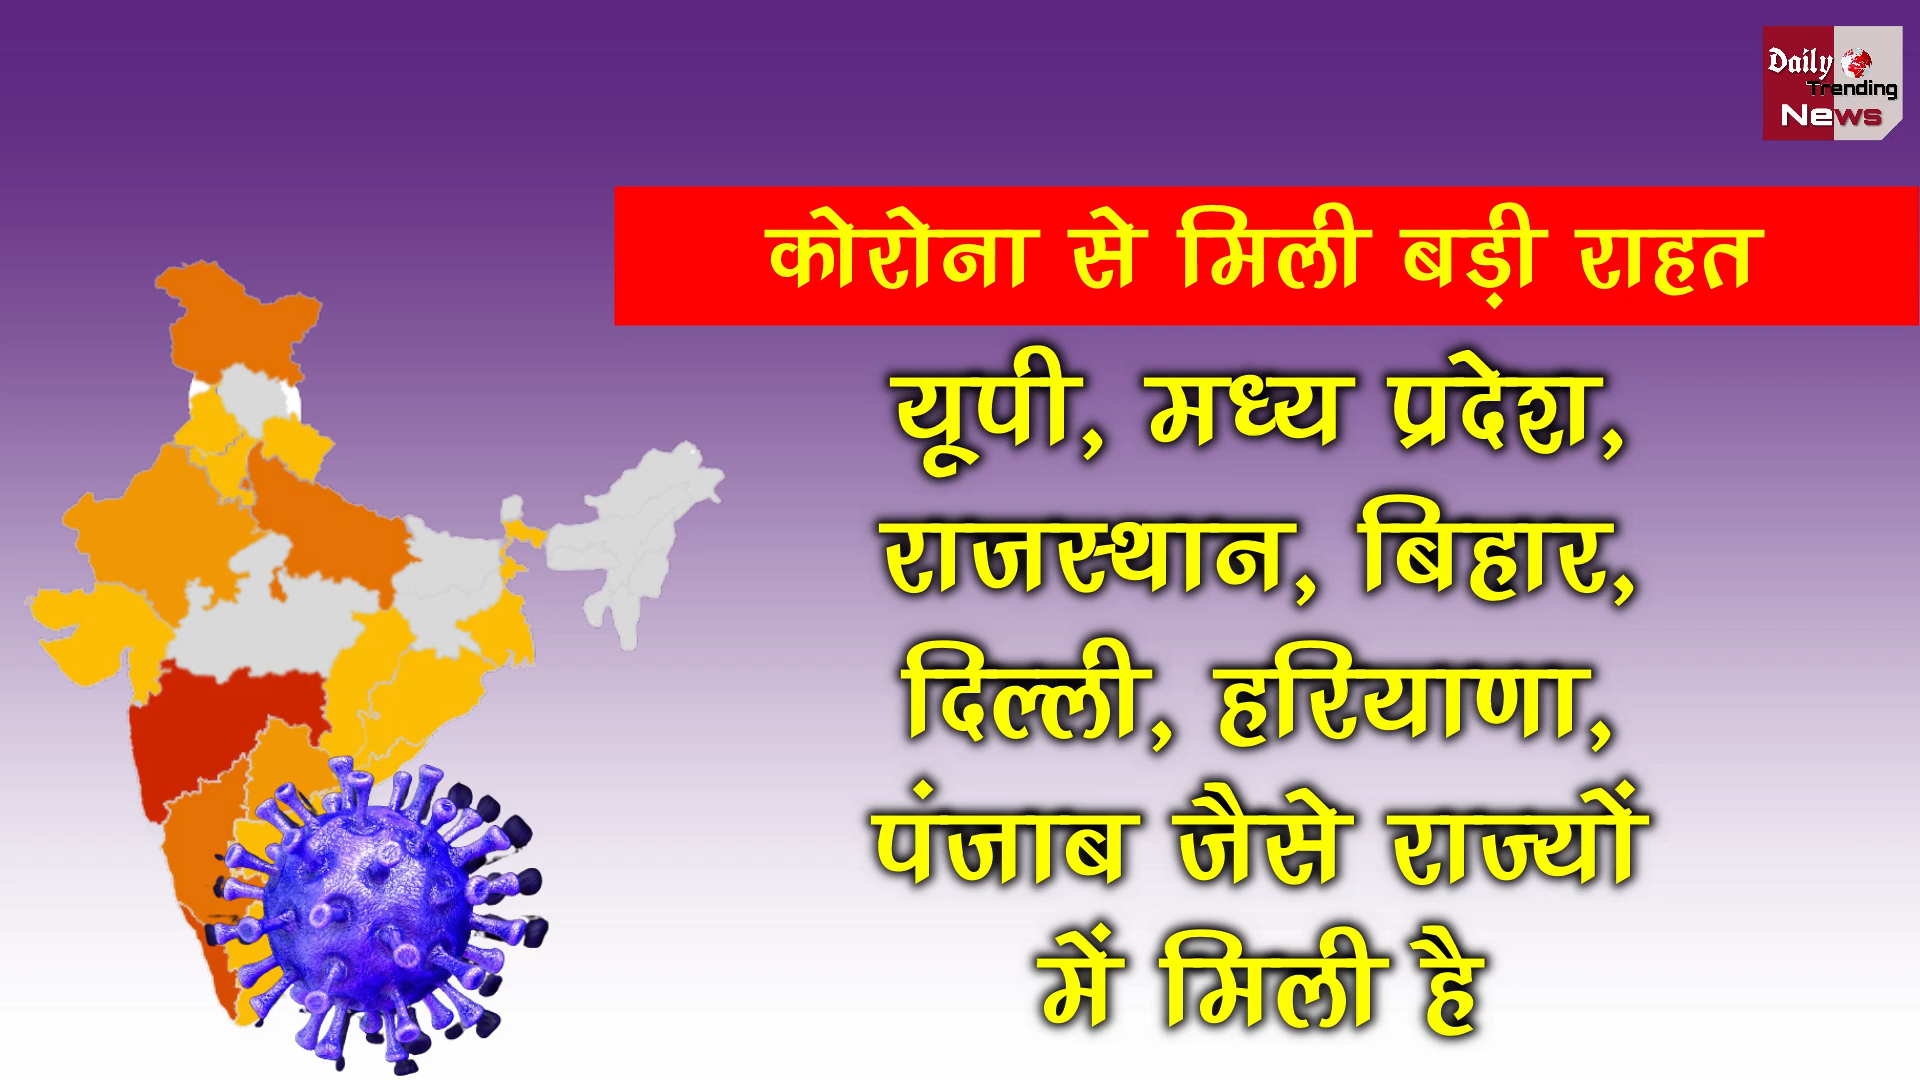 Daily
Trending
News
कोरोना से मिली बड़ी राहत
यूपी, मध्य प्रदेश,
राजस्थान, बिहार,
दिल्ली, हरियाणा,
पंजाब जैसे राज्यों
में मिली है